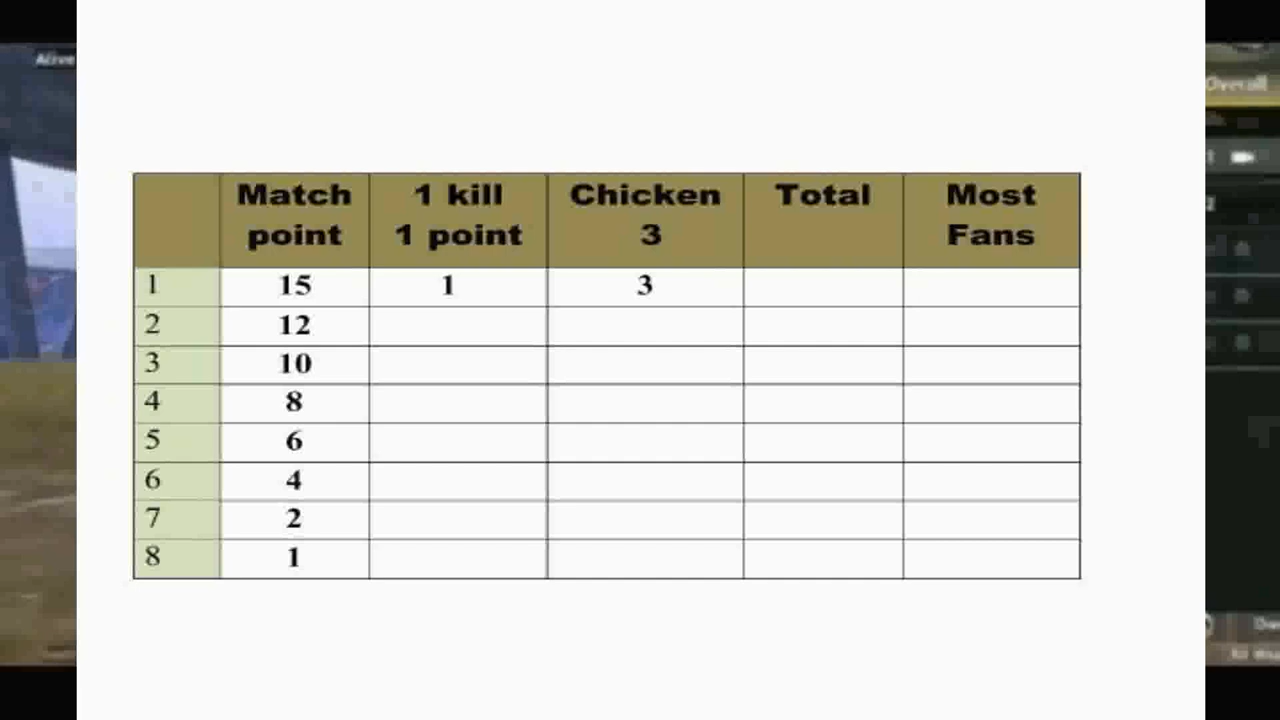 Alive
Overall
Match point
1 kill 1 point
Chicken 3
Total
Most Fans
1 15 1 3
2 12
3 10
4 8
5 6
6 4
7 2
8 1